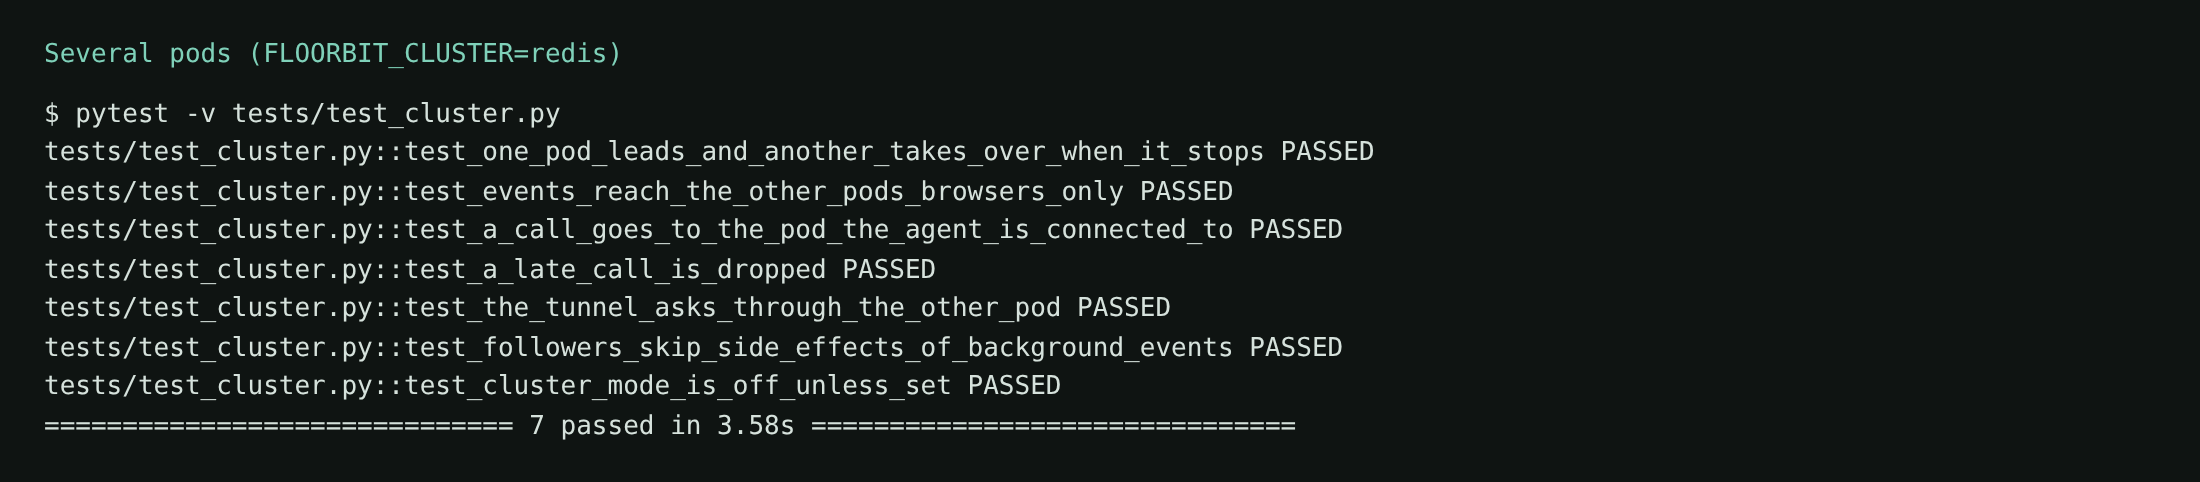 Several pods (FLOORBIT_CLUSTER=redis)
$ pytest -v tests/test_cluster.py
tests/test_cluster.py::test_one_pod_leads_and_another_takes_over_when_it_stops PASSED
tests/test_cluster.py::test_events_reach_the_other_pods_browsers_only PASSED
tests/test_cluster.py::test_a_call_goes_to_the_pod_the_agent_is_connected_to PASSED
tests/test_cluster.py::test_a_late_call_is_dropped PASSED
tests/test_cluster.py::test_the_tunnel_asks_through_the_other_pod PASSED
tests/test_cluster.py::test_followers_skip_side_effects_of_background_events PASSED
tests/test_cluster.py::test_cluster_mode_is_off_unless_set PASSED
============================== 7 passed in 3.58s ===============================